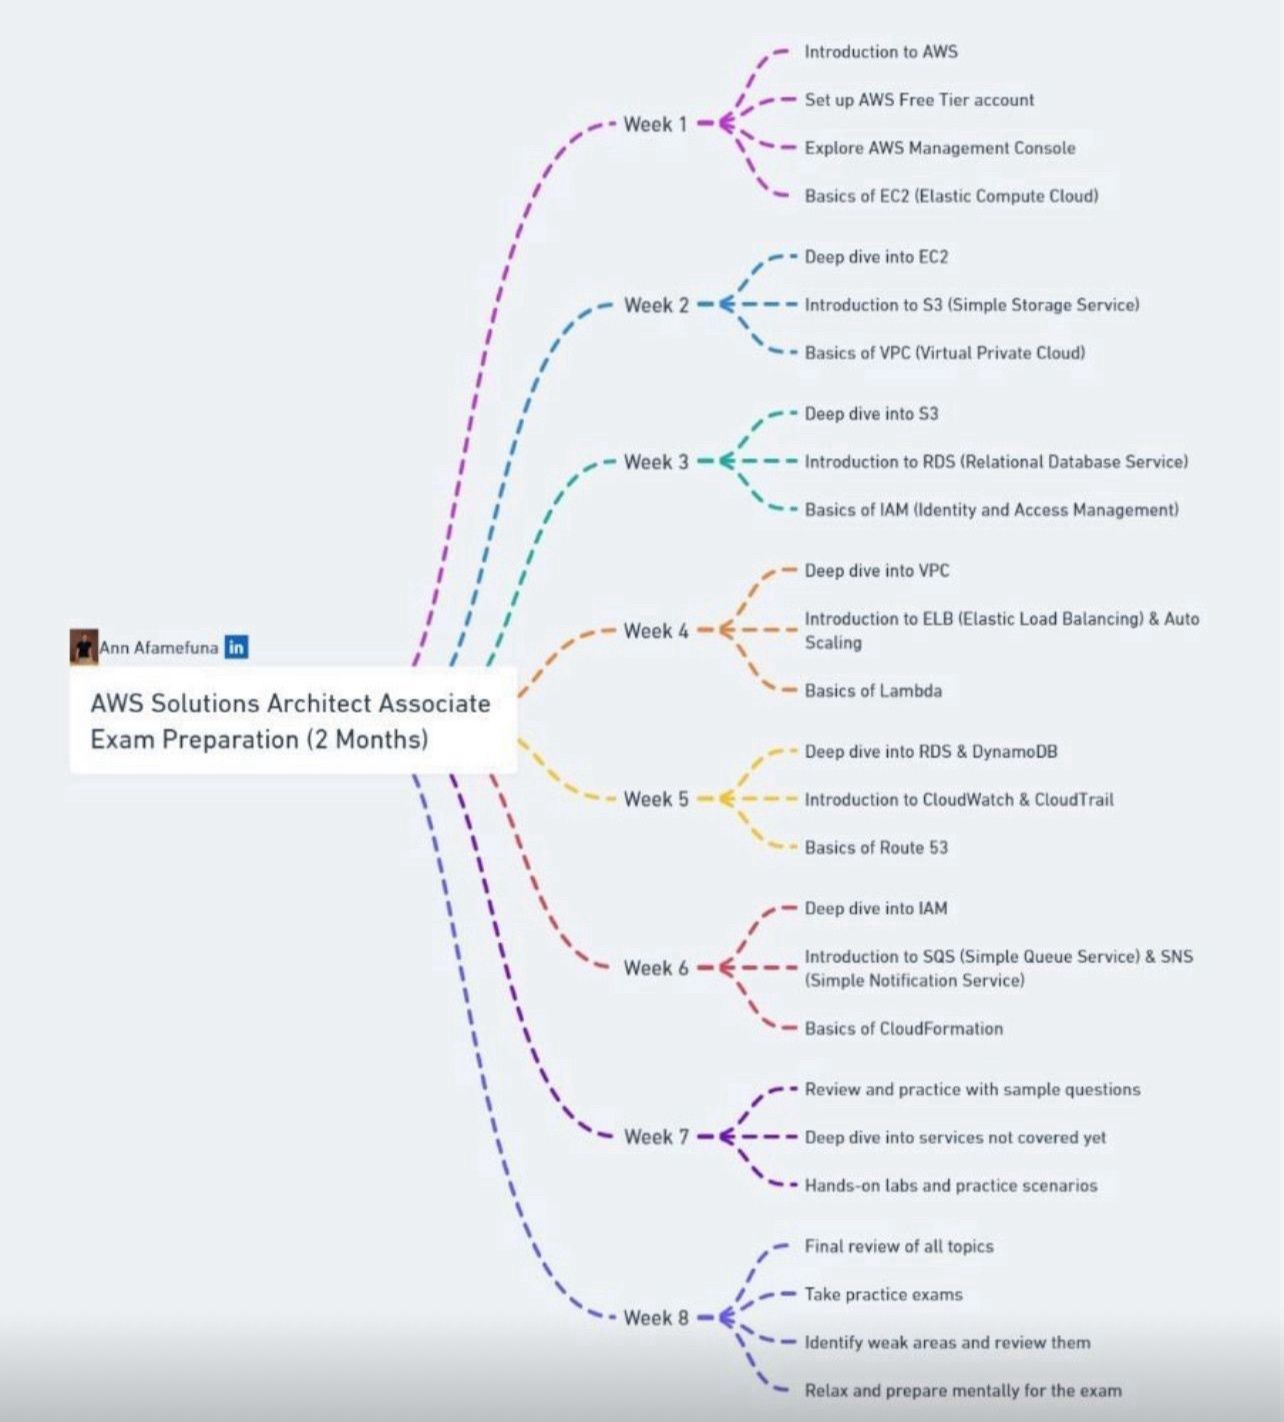 Ann Afamefuna in
AWS Solutions Architect Associate
Exam Preparation (2 Months)
Week 1
Introduction to AWS
Set up AWS Free Tier account
Explore AWS Management Console
Basics of EC2 (Elastic Compute Cloud)
Week 2
Deep dive into EC2
Introduction to S3 (Simple Storage Service)
Basics of VPC (Virtual Private Cloud)
Week 3
Deep dive into S3
Introduction to RDS (Relational Database Service)
Basics of IAM (Identity and Access Management)
Week 4
Deep dive into VPC
Introduction to ELB (Elastic Load Balancing) & Auto
Scaling
Basics of Lambda
Week 5
Deep dive into RDS & DynamoDB
Introduction to CloudWatch & CloudTrail
Basics of Route 53
Week 6
Deep dive into IAM
Introduction to SQS (Simple Queue Service) & SNS
(Simple Notification Service)
Basics of CloudFormation
Week 7
Review and practice with sample questions
Deep dive into services not covered yet
Hands-on labs and practice scenarios
Week 8
Final review of all topics
Take practice exams
Identify weak areas and review them
Relax and prepare mentally for the exam